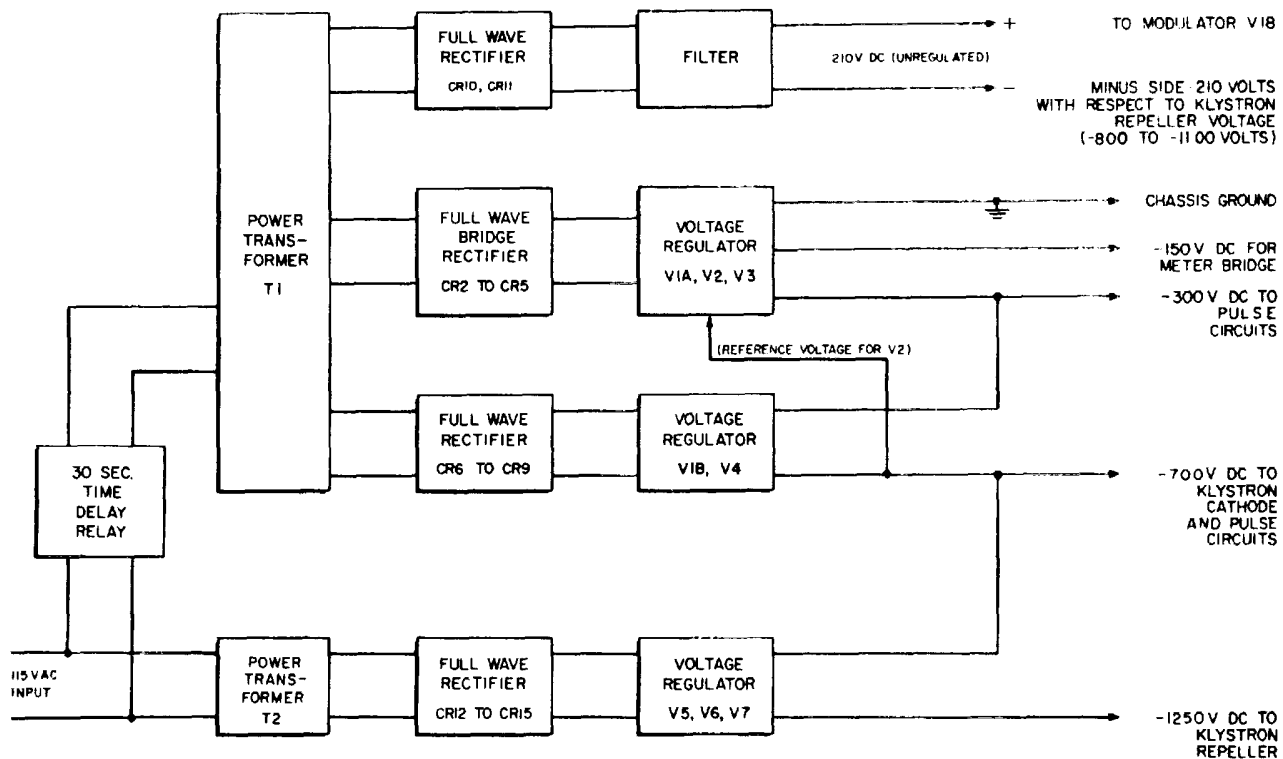 FULL WAVE
RECTIFIER
CR10, CR11
FILTER
+
TO MODULATOR V18
210V DC (UNREGULATED)
-
MINUS SIDE 210 VOLTS
WITH RESPECT TO KLYSTRON
REPELLER VOLTAGE
(-800 TO -1100 VOLTS)
POWER
TRANS-
FORMER
T1
FULL WAVE
BRIDGE
RECTIFIER
CR2 TO CR5
VOLTAGE
REGULATOR
V1A, V2, V3
CHASSIS GROUND
-150V DC FOR
METER BRIDGE
-300V DC TO
PULSE
CIRCUITS
(REFERENCE VOLTAGE FOR V2)
FULL WAVE
RECTIFIER
CR6 TO CR9
VOLTAGE
REGULATOR
V1B, V4
-700V DC TO
KLYSTRON
CATHODE
AND PULSE
CIRCUITS
30 SEC.
TIME
DELAY
RELAY
115 VAC
INPUT
POWER
TRANS-
FORMER
T2
FULL WAVE
RECTIFIER
CR12 TO CR15
VOLTAGE
REGULATOR
V5, V6, V7
-1250V DC TO
KLYSTRON
REPELLER